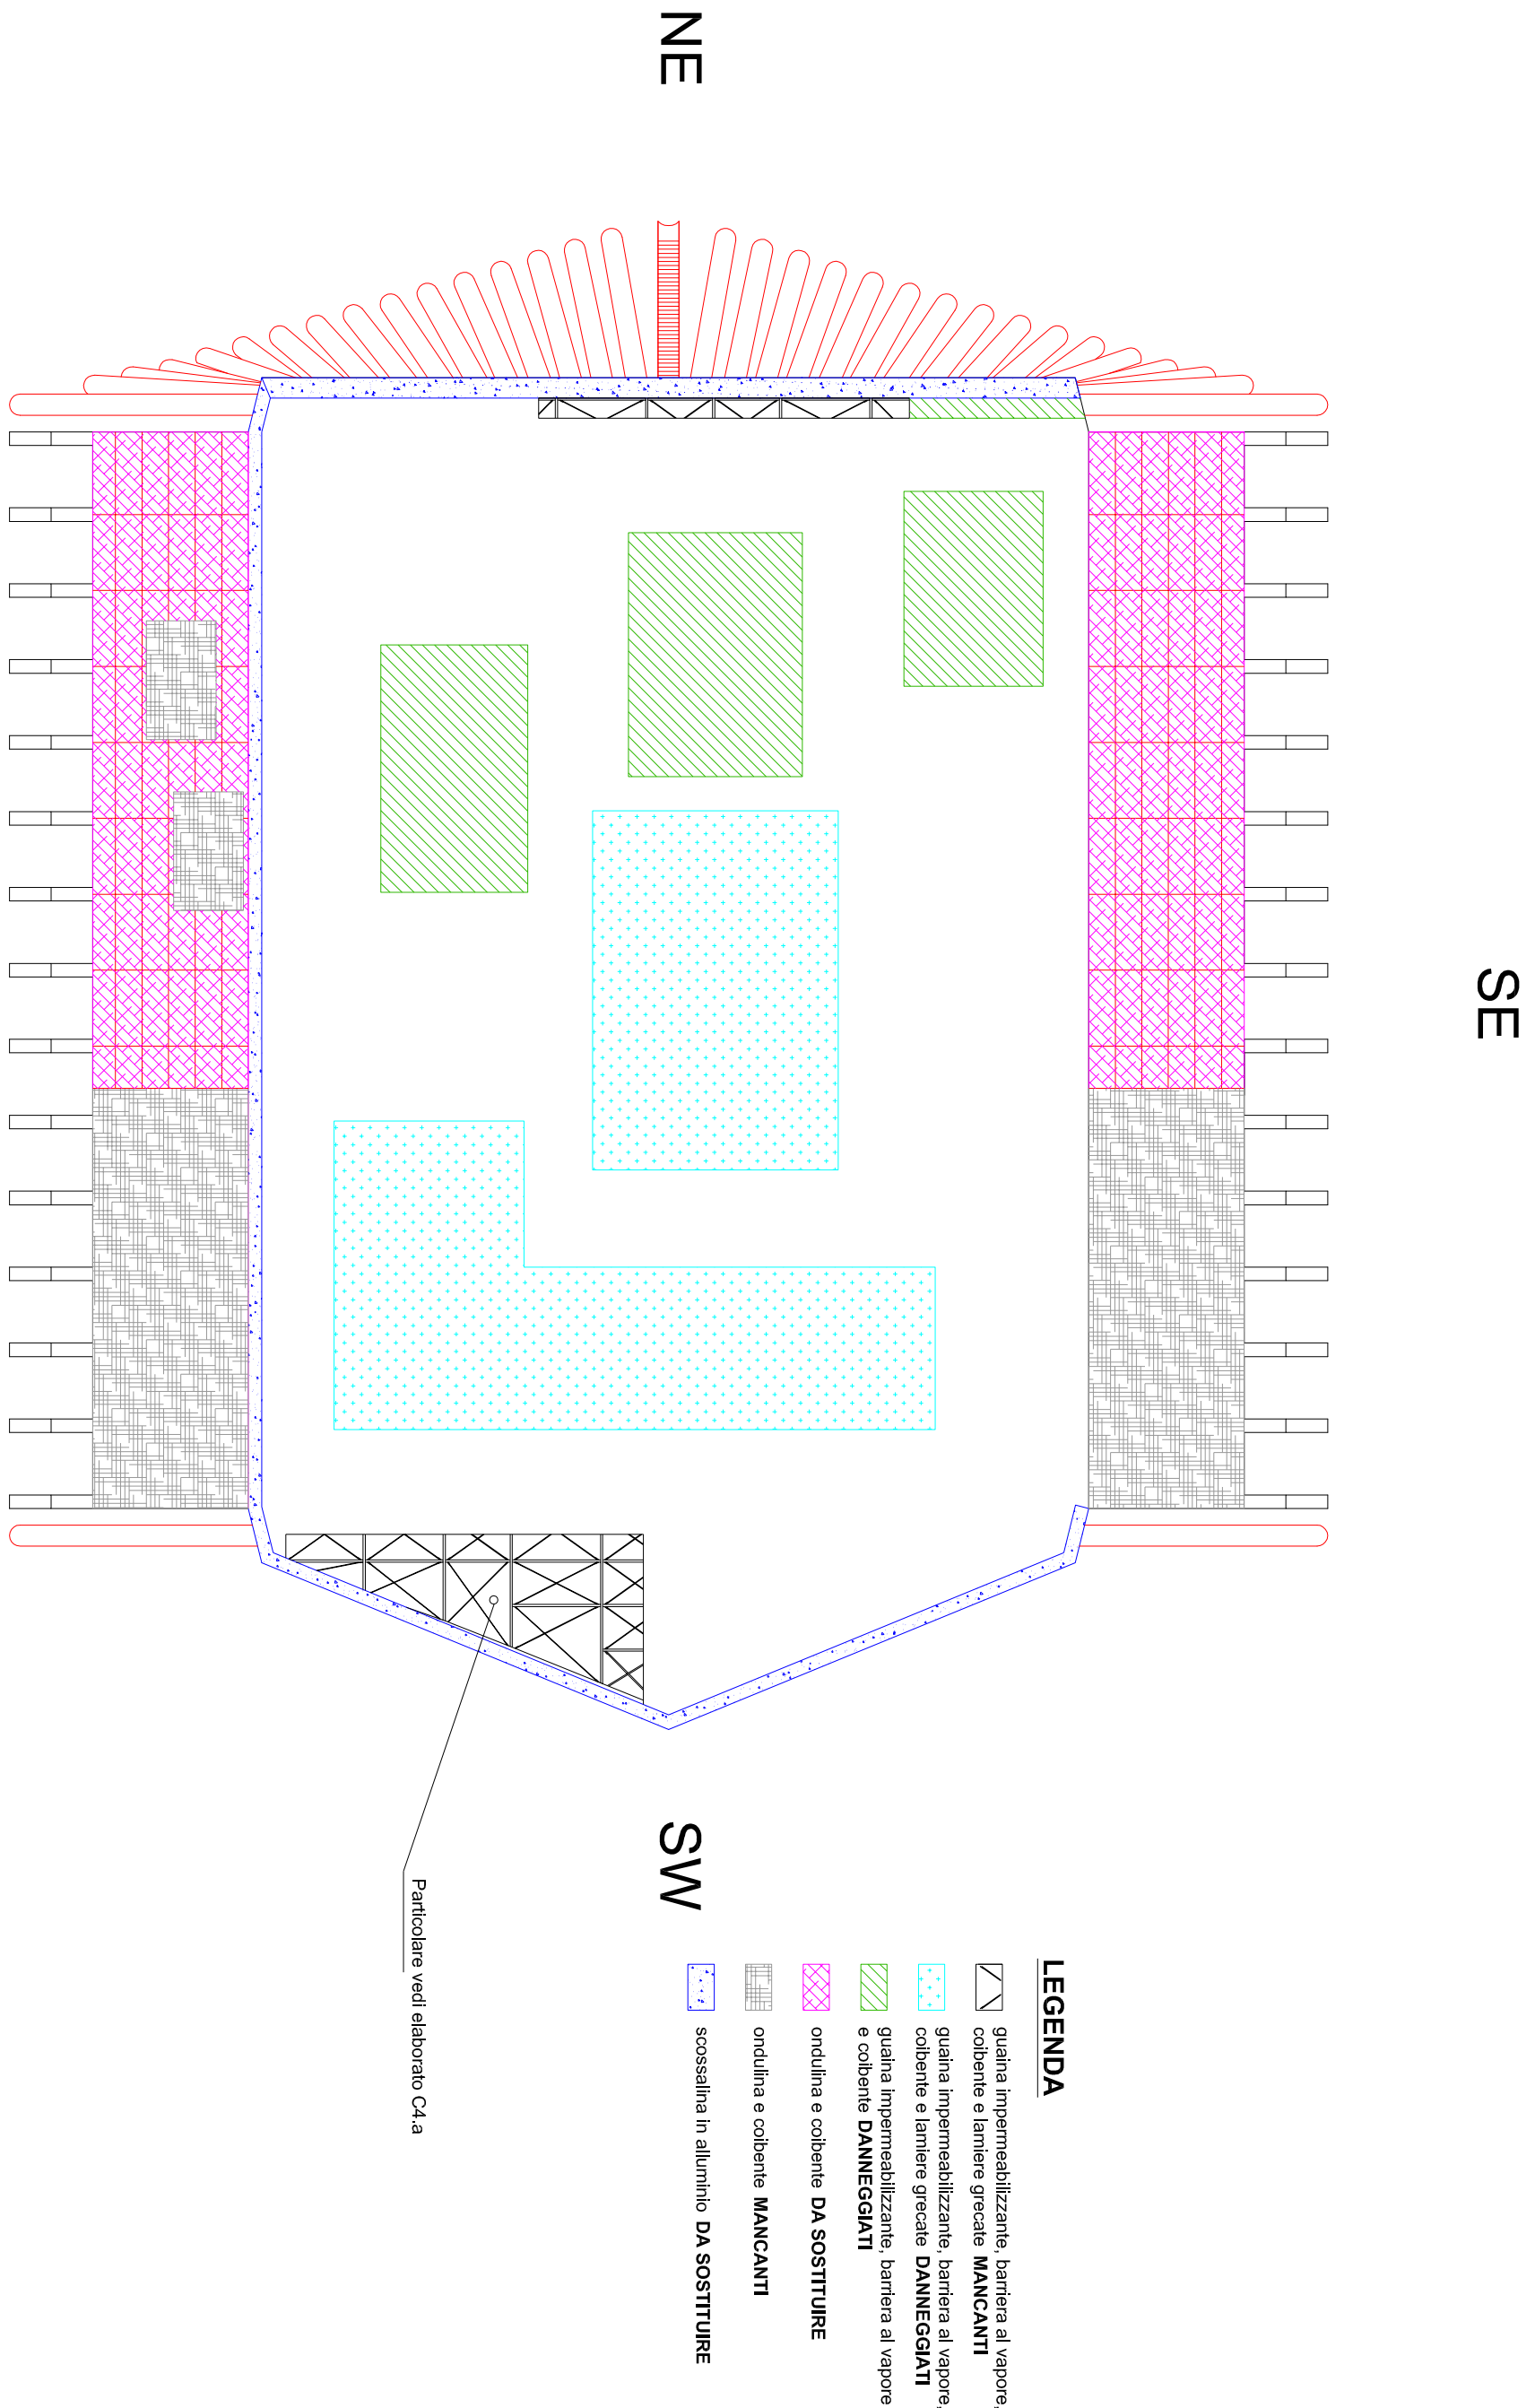 NE
SE
SW
LEGENDA
guaina impermeabilizzante, barriera al vapore,
coibente e lamiere grecate MANCANTI
guaina impermeabilizzante, barriera al vapore,
coibente e lamiere grecate DANNEGGIATI
guaina impermeabilizzante, barriera al vapore
e coibente DANNEGGIATI
ondulina e coibente DA SOSTITUIRE
ondulina e coibente MANCANTI
scossalina in alluminio DA SOSTITUIRE
Particolare vedi elaborato C4.a